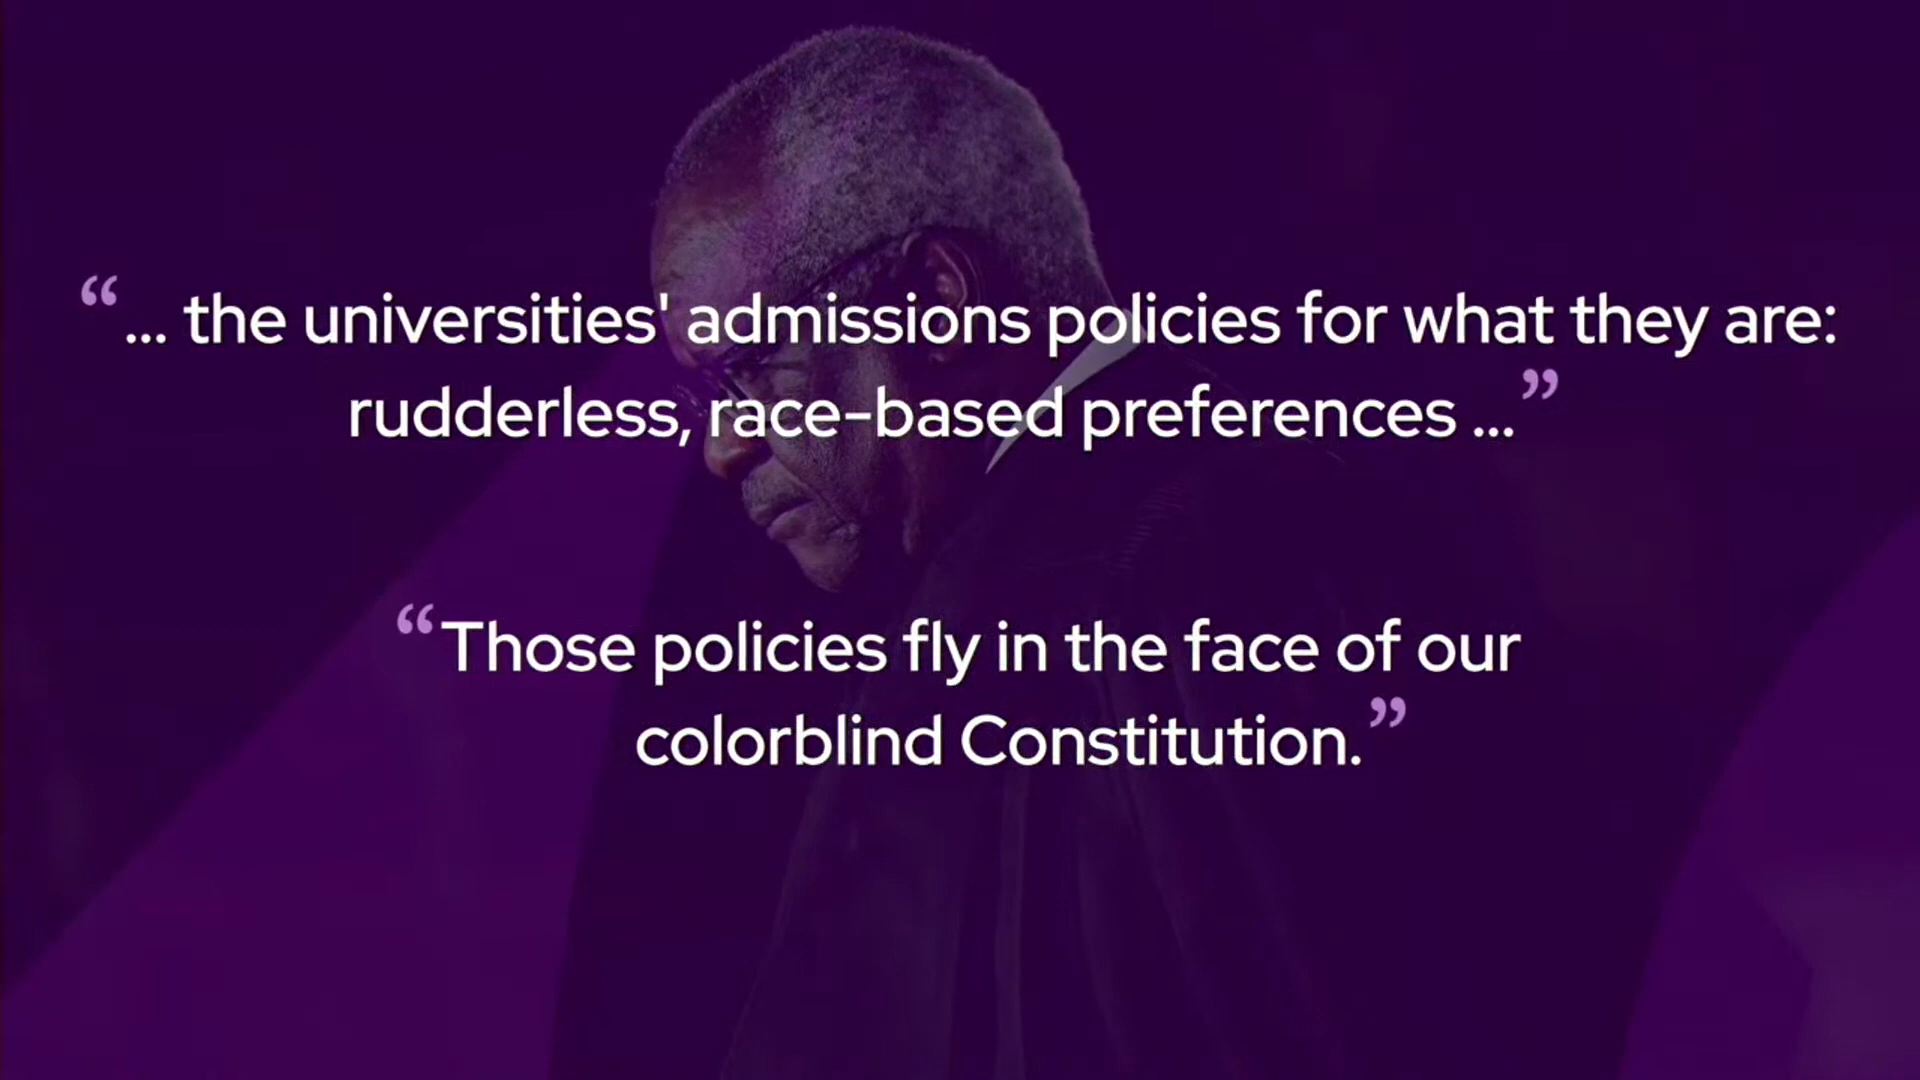 “... the universities' admissions policies for what they are:
rudderless, race-based preferences ...”
“Those policies fly in the face of our
colorblind Constitution.”